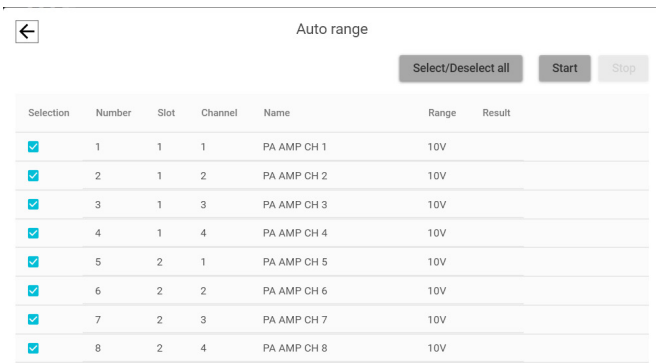 Auto range
Select/Deselect all Start Stop
Selection Number Slot Channel Name Range Result
1 1 1 PA AMP CH 1 10V
2 1 2 PA AMP CH 2 10V
3 1 3 PA AMP CH 3 10V
4 1 4 PA AMP CH 4 10V
5 2 1 PA AMP CH 5 10V
6 2 2 PA AMP CH 6 10V
7 2 3 PA AMP CH 7 10V
8 2 4 PA AMP CH 8 10V